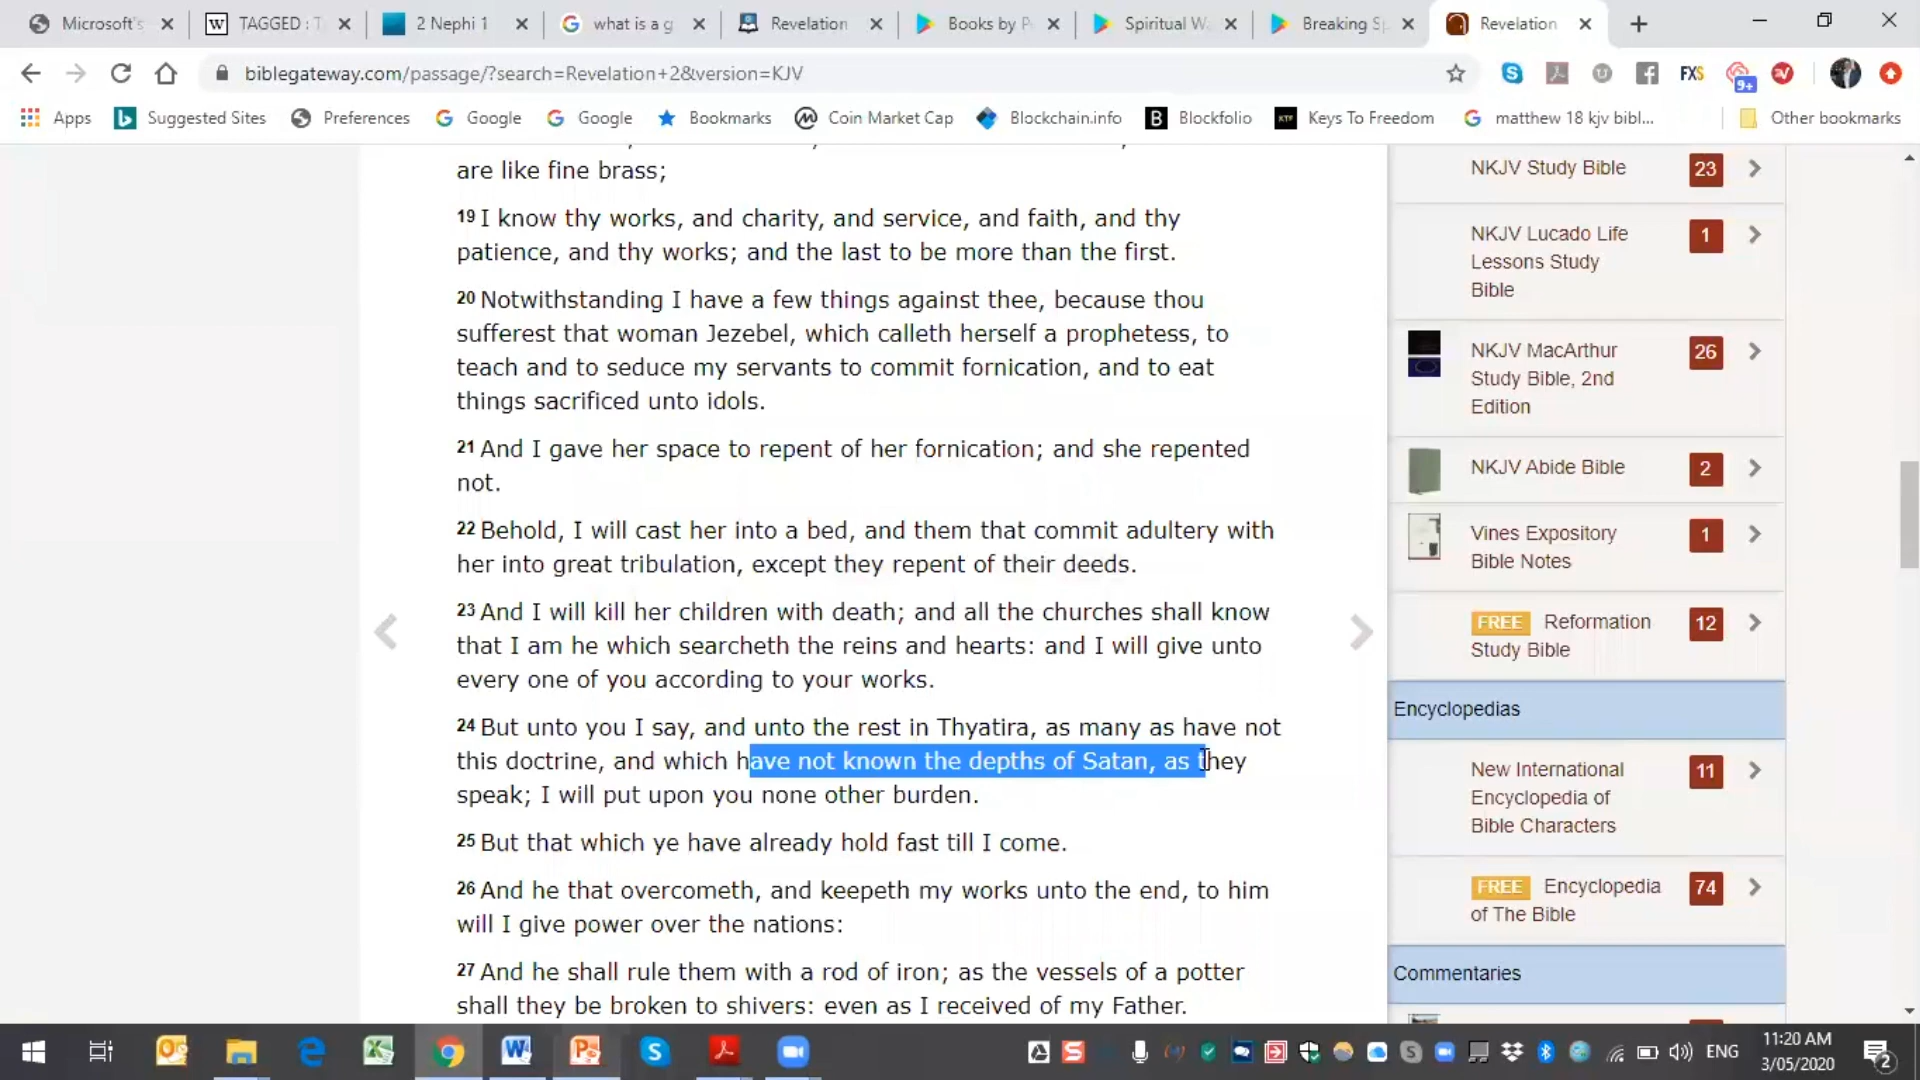 Microsoft's
TAGGED : T
2 Nephi 1
what is a g
Revelation
Books by P
Spiritual Wa
Breaking Sp
Revelation
biblegateway.com/passage/?search=Revelation+2&version=KJV
FXS
9+
Apps
Suggested Sites
Preferences
Google
Google
Bookmarks
Coin Market Cap
Blockchain.info
Blockfolio
Keys To Freedom
matthew 18 kjv bibl...
Other bookmarks
are like fine brass;
19 I know thy works, and charity, and service, and faith, and thy
patience, and thy works; and the last to be more than the first.
20 Notwithstanding I have a few things against thee, because thou
sufferest that woman Jezebel, which calleth herself a prophetess, to
teach and to seduce my servants to commit fornication, and to eat
things sacrificed unto idols.
21 And I gave her space to repent of her fornication; and she repented
not.
22 Behold, I will cast her into a bed, and them that commit adultery with
her into great tribulation, except they repent of their deeds.
23 And I will kill her children with death; and all the churches shall know
that I am he which searcheth the reins and hearts: and I will give unto
every one of you according to your works.
24 But unto you I say, and unto the rest in Thyatira, as many as have not
this doctrine, and which have not known the depths of Satan, as they
speak; I will put upon you none other burden.
25 But that which ye have already hold fast till I come.
26 And he that overcometh, and keepeth my works unto the end, to him
will I give power over the nations:
27 And he shall rule them with a rod of iron; as the vessels of a potter
shall they be broken to shivers: even as I received of my Father.
NKJV Study Bible 23
NKJV Lucado Life 1
Lessons Study
Bible
NKJV MacArthur 26
Study Bible, 2nd
Edition
NKJV Abide Bible 2
Vines Expository 1
Bible Notes
FREE Reformation 12
Study Bible
Encyclopedias
New International 11
Encyclopedia of
Bible Characters
FREE Encyclopedia 74
of The Bible
Commentaries
ENG
11:20 AM
3/05/2020
2